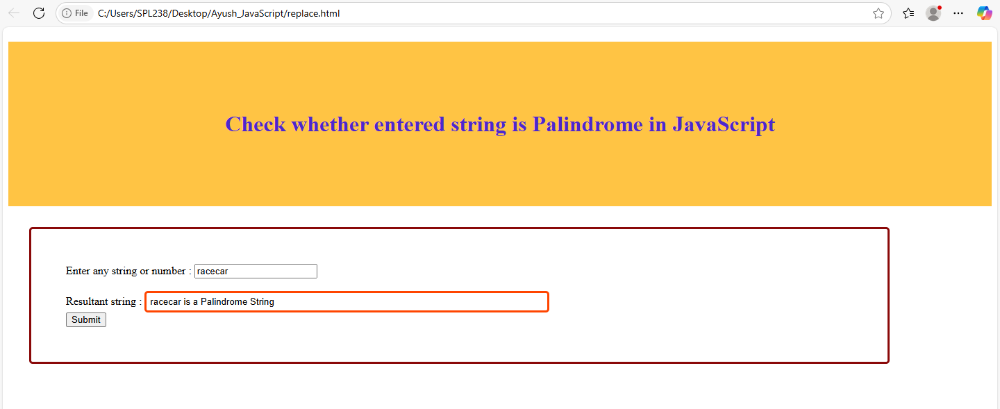 File C:/Users/SPL238/Desktop/Ayush_JavaScript/replace.html
Check whether entered string is Palindrome in JavaScript
Enter any string or number : racecar
Resultant string : racecar is a Palindrome String
Submit